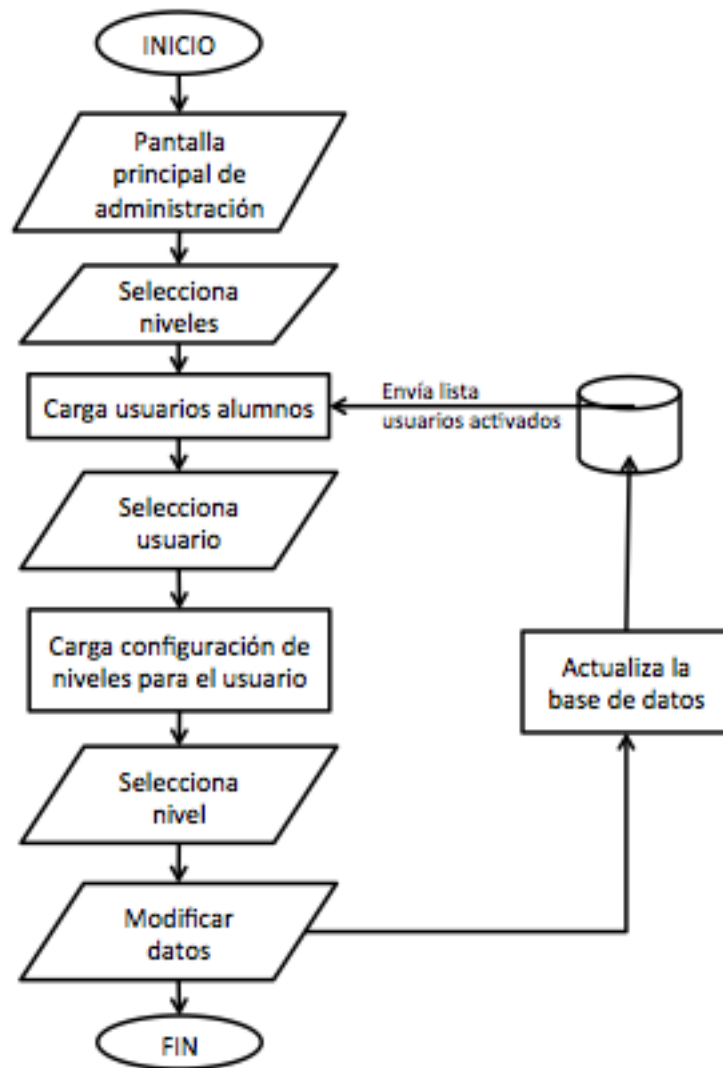 INICIO
Pantalla
principal de
administración
Selecciona
niveles
Carga usuarios alumnos
Envía lista
usuarios activados
Selecciona
usuario
Carga configuración de
niveles para el usuario
Actualiza la
base de datos
Selecciona
nivel
Modificar
datos
FIN